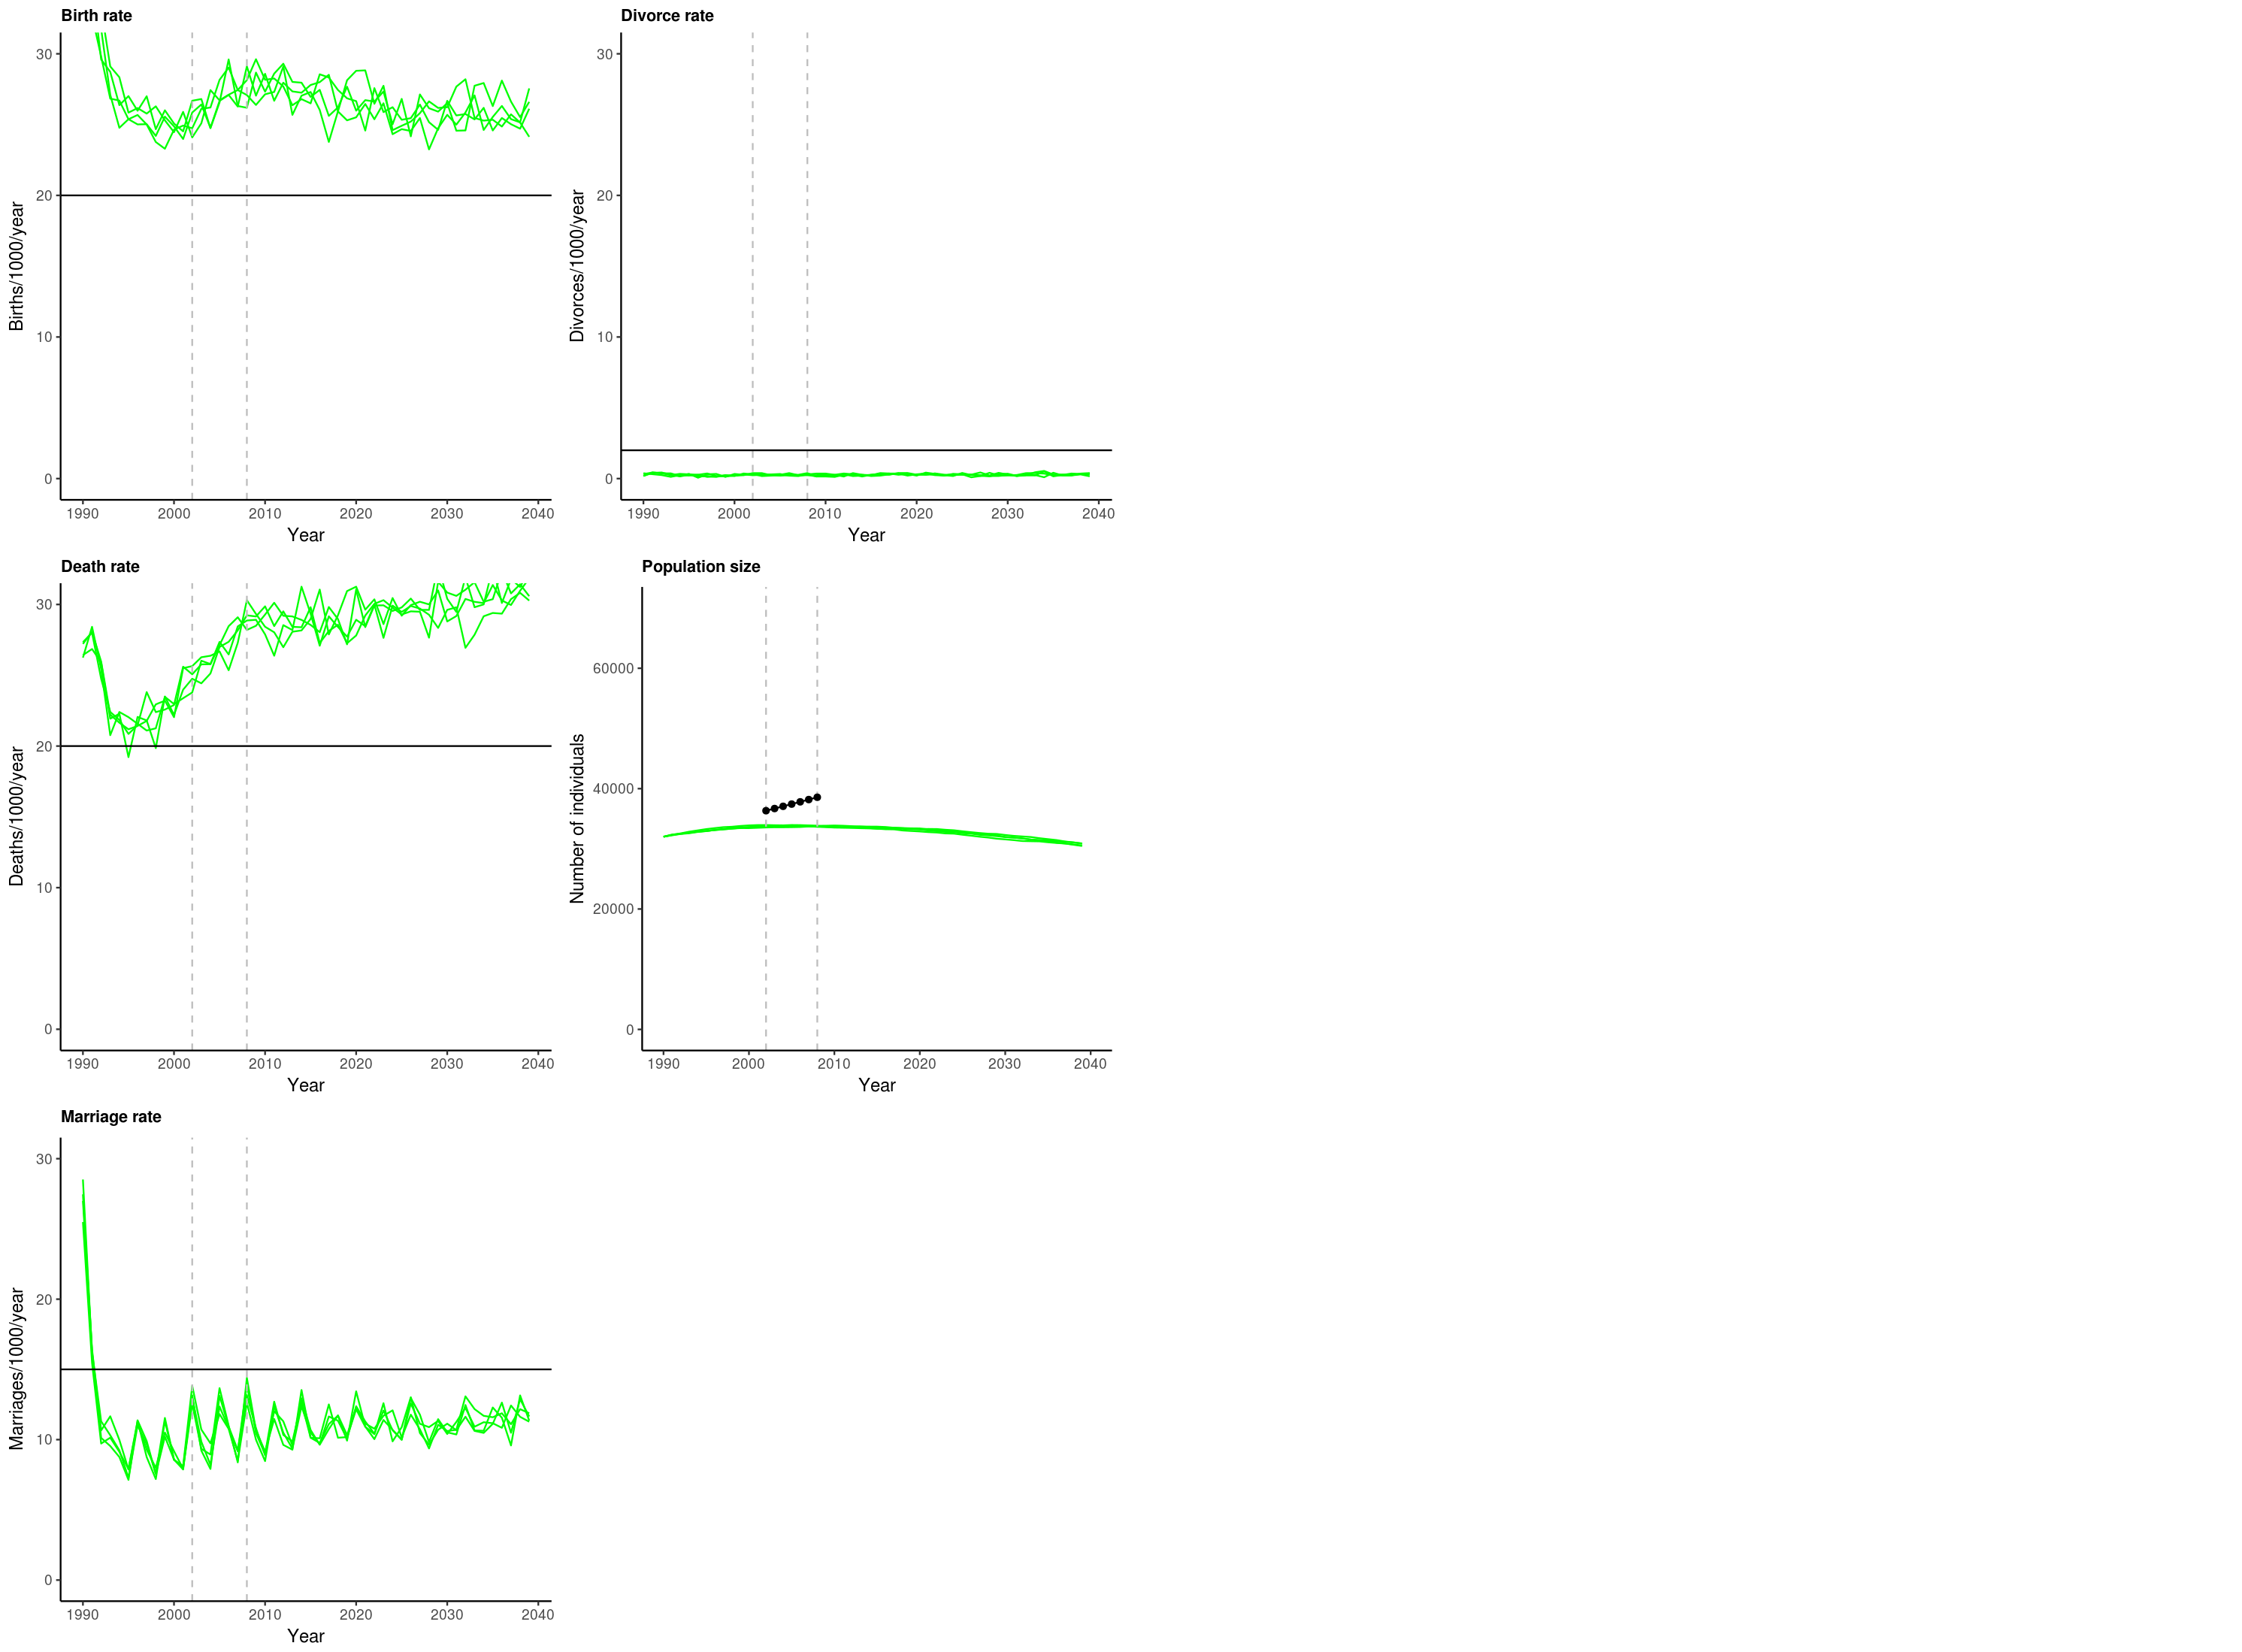 Birth rate
Births/1000/year
30
20
10
0
1990 2000 2010 2020 2030 2040
Year
Divorce rate
Divorces/1000/year
30
20
10
0
1990 2000 2010 2020 2030 2040
Year
Death rate
Deaths/1000/year
30
20
10
0
1990 2000 2010 2020 2030 2040
Year
Population size
Number of individuals
60000
40000
20000
0
1990 2000 2010 2020 2030 2040
Year
Marriage rate
Marriages/1000/year
30
20
10
0
1990 2000 2010 2020 2030 2040
Year